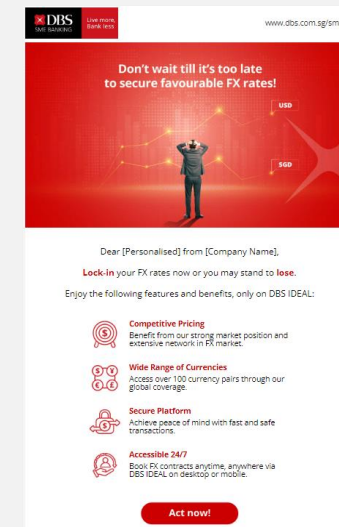 DBS
SME BANKING
Live more,
Bank less
www.dbs.com.sg/sm
Don't wait till it's too late
to secure favourable FX rates!
USD
SGD
Dear [Personalised] from [Company Name],
Lock-in your FX rates now or you may stand to lose.
Enjoy the following features and benefits, only on DBS IDEAL:
Competitive Pricing
Benefit from our strong market position and
extensive network in FX market.
Wide Range of Currencies
Access over 100 currency pairs through our
global coverage.
Secure Platform
Achieve peace of mind with fast and safe
transactions.
Accessible 24/7
Book FX contracts anytime, anywhere via
DBS IDEAL on desktop or mobile.
Act now!